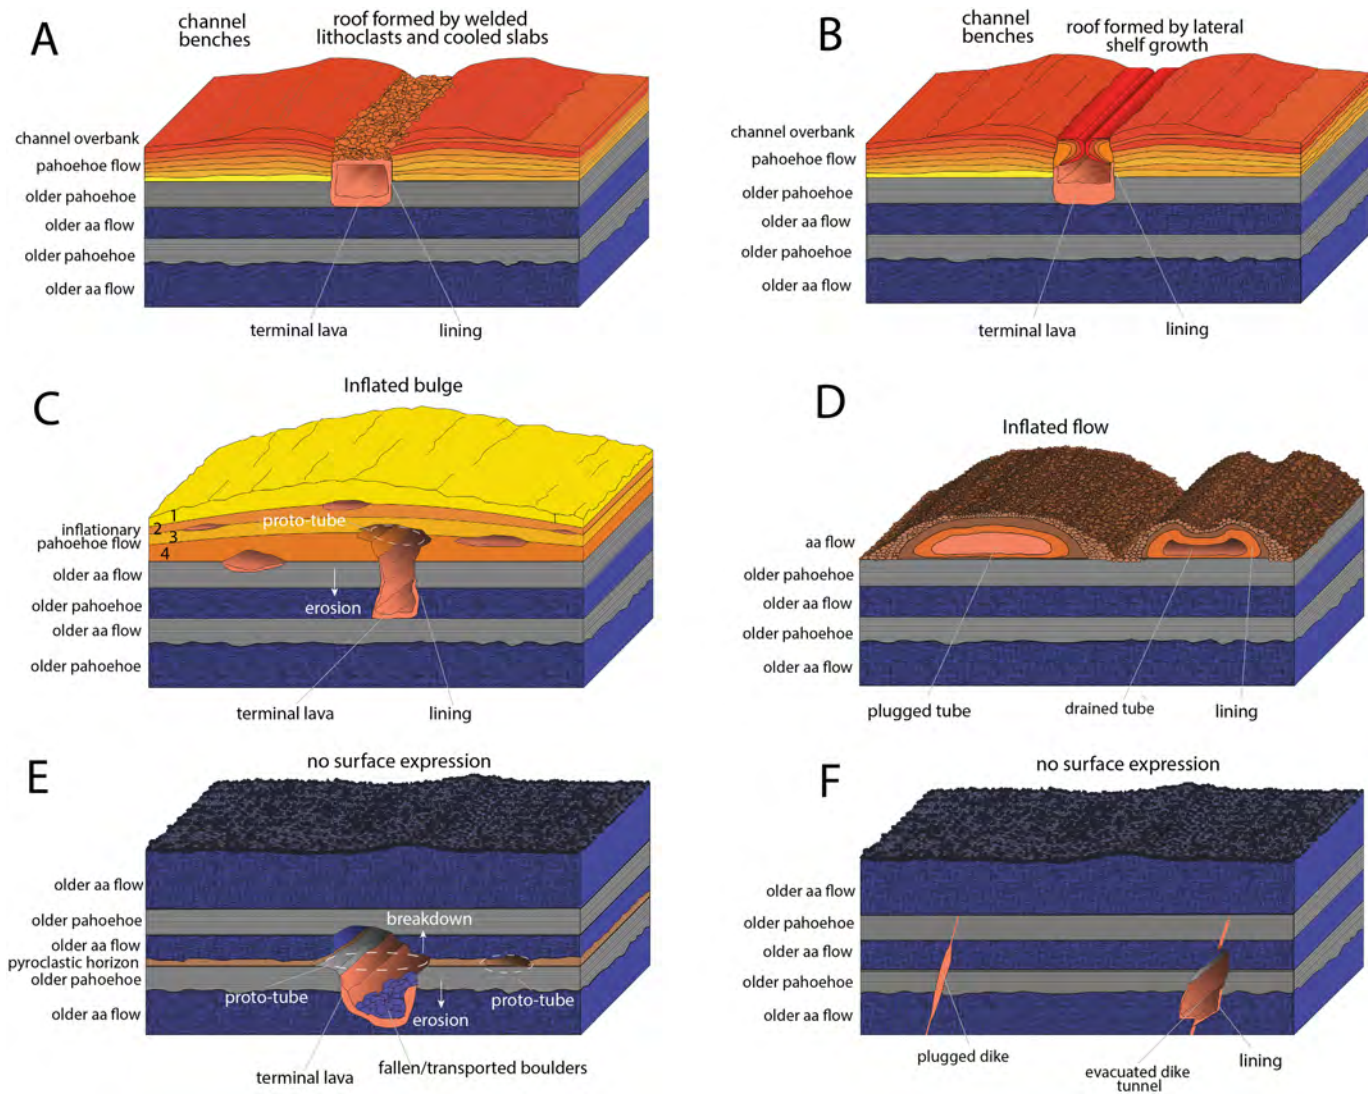 A
channel
benches
roof formed by welded
lithoclasts and cooled slabs
channel overbank
pahoehoe flow
older pahoehoe
older aa flow
older pahoehoe
older aa flow
terminal lava
lining
B
channel
benches
roof formed by lateral
shelf growth
channel overbank
pahoehoe flow
older pahoehoe
older aa flow
older pahoehoe
older aa flow
terminal lava
lining
C
Inflated bulge
1
2
3
4
proto-tube
inflationary
pahoehoe flow
older aa flow
erosion
older pahoehoe
older aa flow
older pahoehoe
terminal lava
lining
D
Inflated flow
aa flow
older pahoehoe
older aa flow
older pahoehoe
older aa flow
plugged tube
drained tube
lining
E
no surface expression
older aa flow
older pahoehoe
breakdown
older aa flow
pyroclastic horizon
older pahoehoe
proto-tube
proto-tube
erosion
older aa flow
terminal lava
fallen/transported boulders
F
no surface expression
older aa flow
older pahoehoe
older aa flow
older pahoehoe
older aa flow
plugged dike
evacuated dike
tunnel
lining